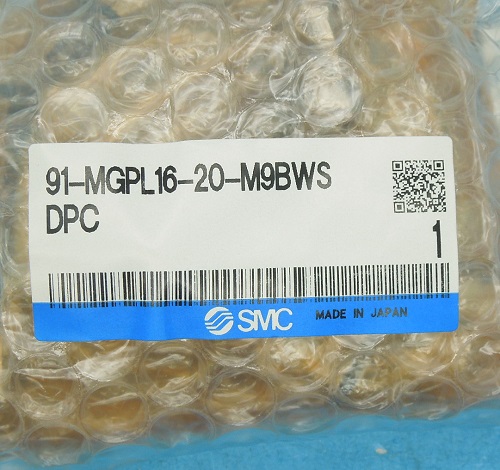 91-MGPL16-20-M9BWS
DPC
1
SMC MADE IN JAPAN